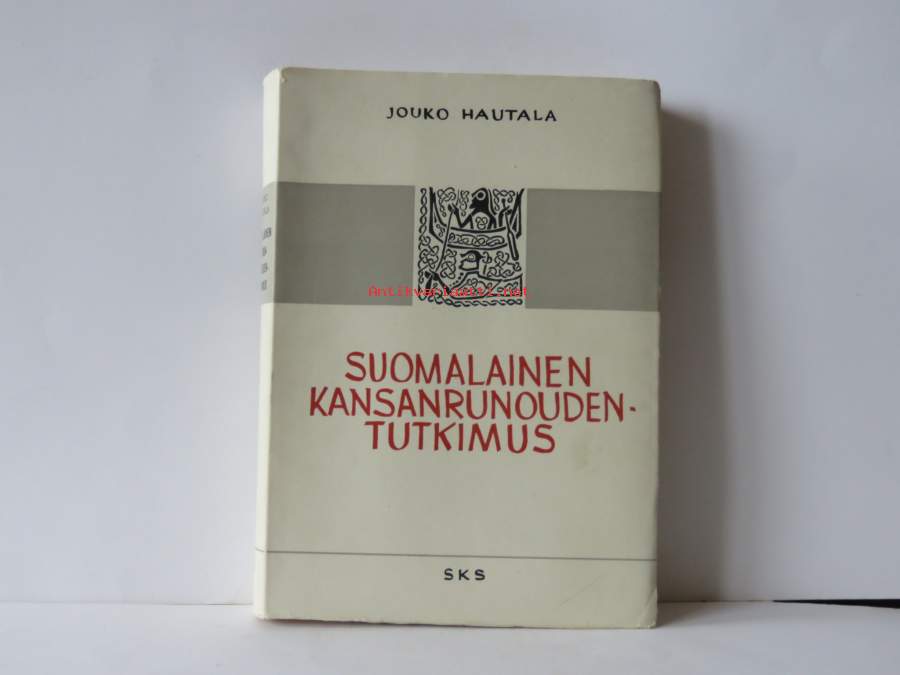 JOUKO HAUTALA
Antikvariaatti.net
SUOMALAINEN
KANSANRUNOUDEN-
TUTKIMUS
SKS